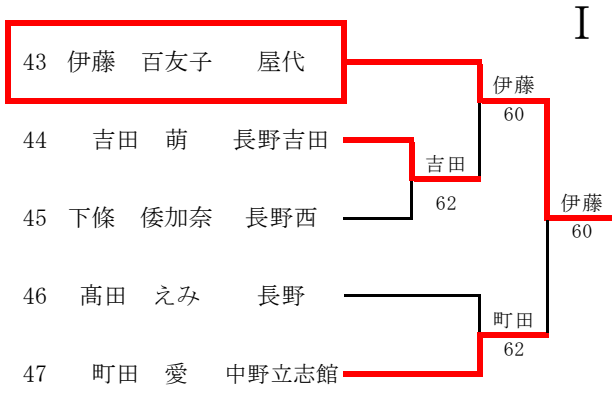 I
43 伊藤 百友子 屋代
伊藤
60
44 吉田 萌 長野吉田
吉田
62
伊藤
60
45 下條 倭加奈 長野西
46 髙田 えみ 長野
町田
62
47 町田 愛 中野立志館